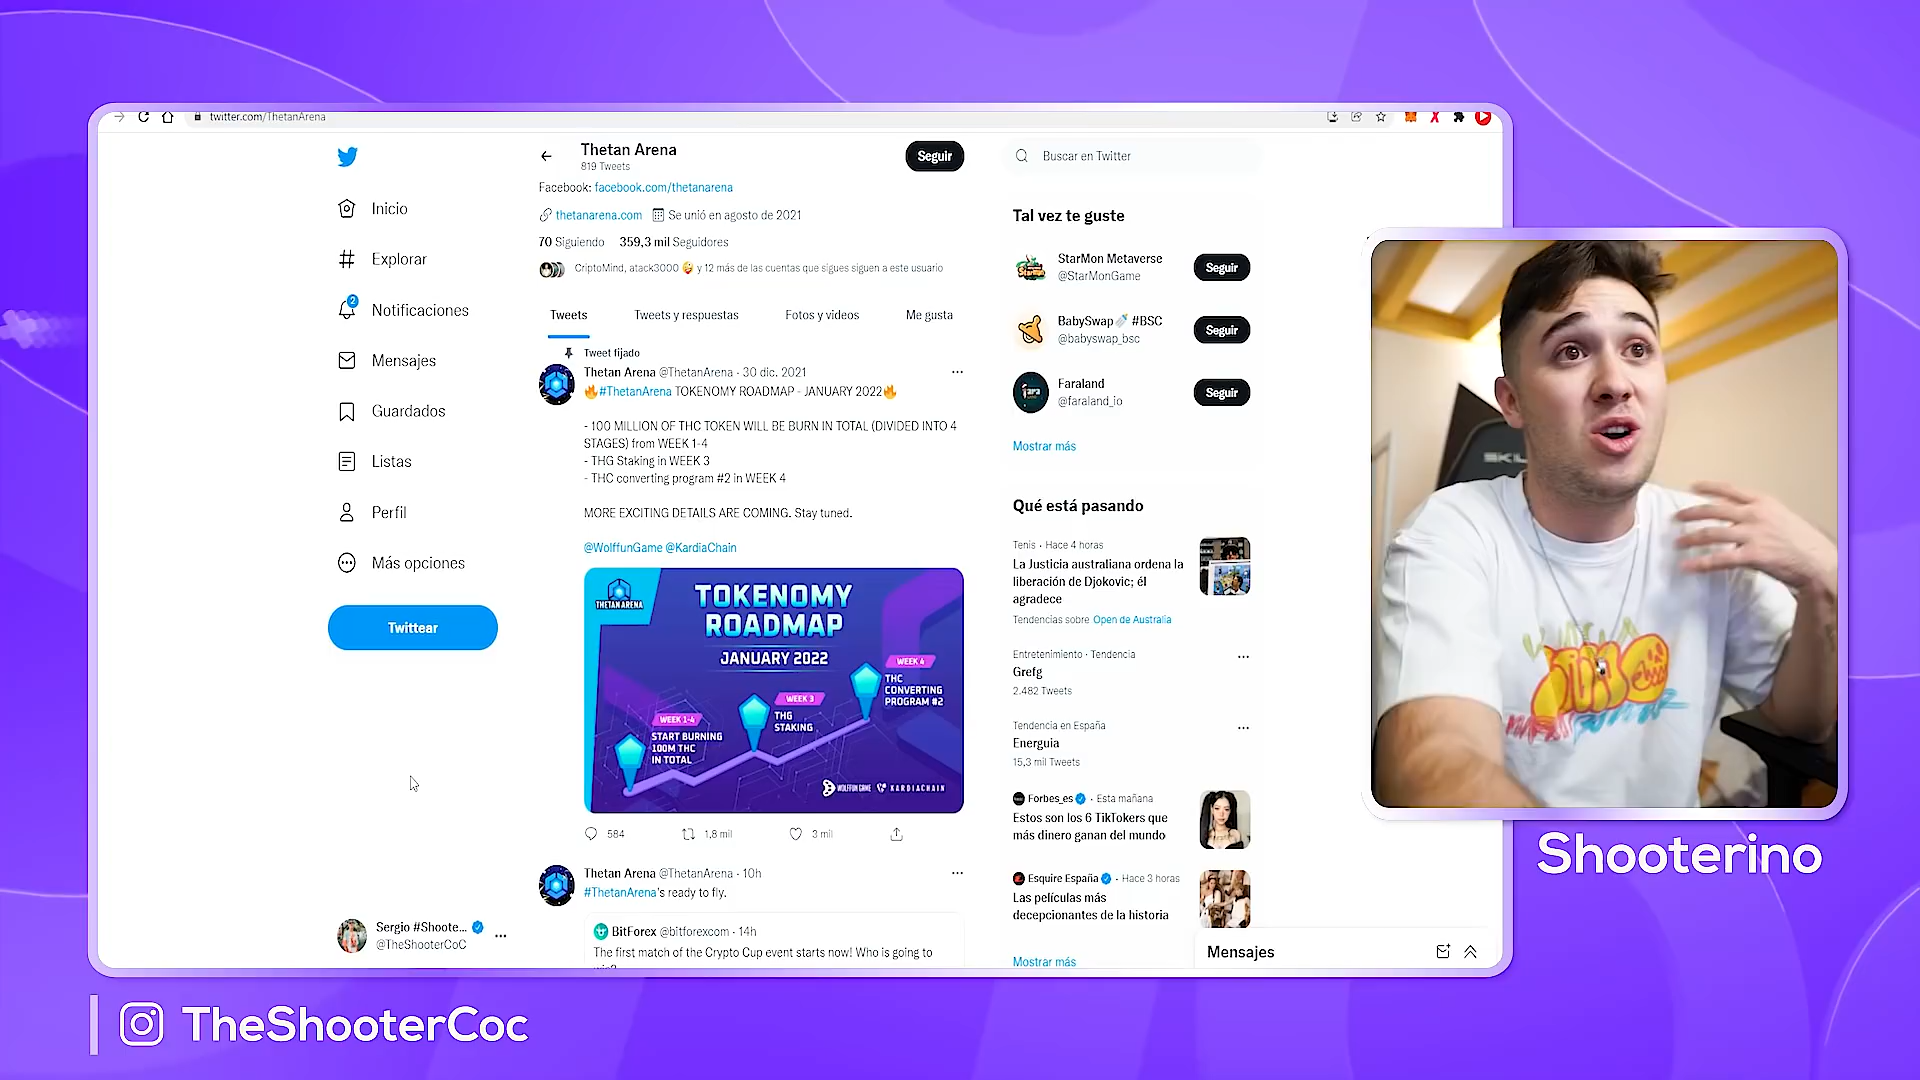 twitter.com/ThetanArena
Thetan Arena
819 Tweets
Seguir
Buscar en Twitter
Inicio
Explorar
2
Notificaciones
Mensajes
Guardados
Listas
Perfil
Más opciones
Twittear
Sergio #Shoote...
@TheShooterCoC
Facebook: facebook.com/thetanarena
thetanarena.com Se unió en agosto de 2021
70 Siguiendo 359,3 mil Seguidores
CriptoMind, atack3000 🤪 y 12 más de las cuentas que sigues siguen a este usuario
Tweets Tweets y respuestas Fotos y videos Me gusta
Tweet fijado
Thetan Arena @ThetanArena · 30 dic. 2021
🔥#ThetanArena TOKENOMY ROADMAP - JANUARY 2022🔥
- 100 MILLION OF THC TOKEN WILL BE BURN IN TOTAL (DIVIDED INTO 4
STAGES) from WEEK 1-4
- THG Staking in WEEK 3
- THC converting program #2 in WEEK 4
MORE EXCITING DETAILS ARE COMING. Stay tuned.
@WolffunGame @KardiaChain
THETAN ARENA
TOKENOMY
ROADMAP
JANUARY 2022
WEEK 1-4
START BURNING
100M THC
IN TOTAL
WEEK 3
THG
STAKING
WEEK 4
THC
CONVERTING
PROGRAM #2
WOLFFUN GAME KARDIACHAIN
584 1,8 mil 3 mil
Thetan Arena @ThetanArena · 10h
#ThetanArena's ready to fly.
BitForex @bitforexcom · 14h
The first match of the Crypto Cup event starts now! Who is going to
Tal vez te guste
StarMon Metaverse
@StarMonGame
Seguir
BabySwap🍼 #BSC
@babyswap_bsc
Seguir
Faraland
@faraland_io
Seguir
Mostrar más
Qué está pasando
Tenis · Hace 4 horas
La Justicia australiana ordena la
liberación de Djokovic; él
agradece
Tendencias sobre Open de Australia
Entretenimiento · Tendencia
Grefg
2.482 Tweets
Tendencia en España
Energuia
15,3 mil Tweets
Forbes_es · Esta mañana
Estos son los 6 TikTokers que
más dinero ganan del mundo
Esquire España · Hace 3 horas
Las películas más
decepcionantes de la historia
Mostrar más
Mensajes
Shooterino
TheShooterCoc